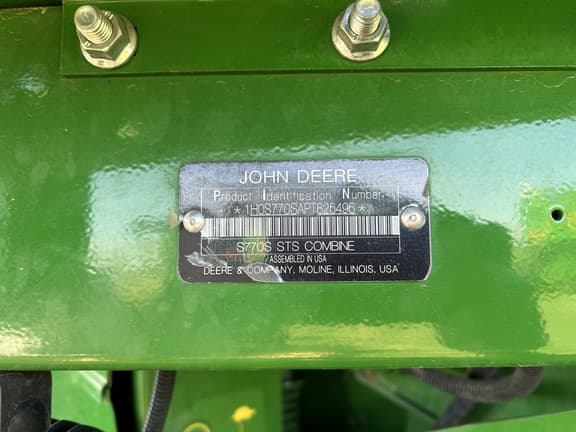 JOHN DEERE
Product Identification Number
* 1H0S770SAPT825496 *
S770S STS COMBINE
ASSEMBLED IN USA
DEERE & COMPANY, MOLINE, ILLINOIS, USA